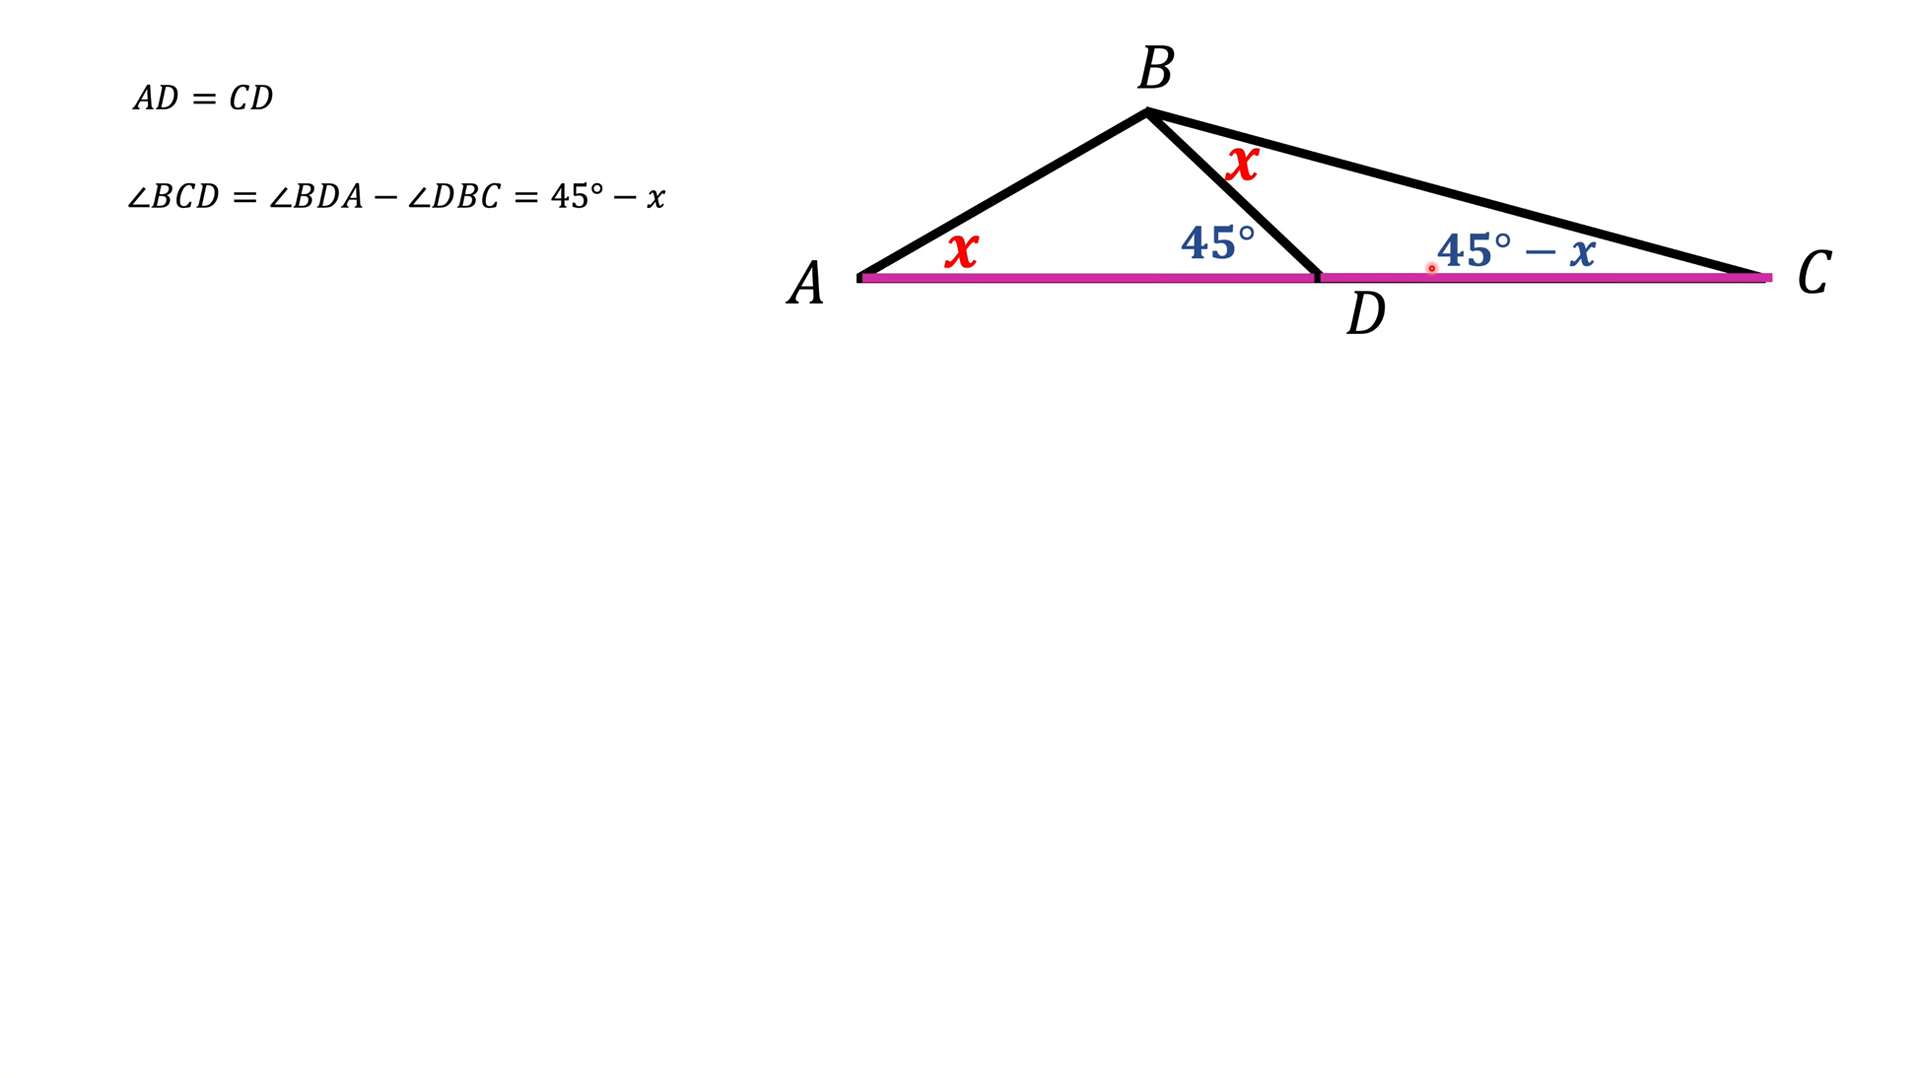 AD = CD
∠BCD = ∠BDA − ∠DBC = 45° − x
B
x
x
45°
45° − x
A
C
D